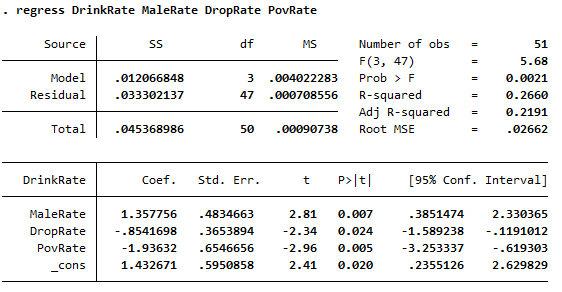 . regress DrinkRate MaleRate DropRate PovRate
Source SS df MS Number of obs = 51
F(3, 47) = 5.68
Model .012066848 3 .004022283 Prob > F = 0.0021
Residual .033302137 47 .000708556 R-squared = 0.2660
Adj R-squared = 0.2191
Total .045368986 50 .00090738 Root MSE = .02662
DrinkRate Coef. Std. Err. t P>|t| [95% Conf. Interval]
MaleRate 1.357756 .4834663 2.81 0.007 .3851474 2.330365
DropRate -.8541698 .3653894 -2.34 0.024 -1.589238 -.1191012
PovRate -1.93632 .6546656 -2.96 0.005 -3.253337 -.619303
_cons 1.432671 .5950858 2.41 0.020 .2355126 2.629829